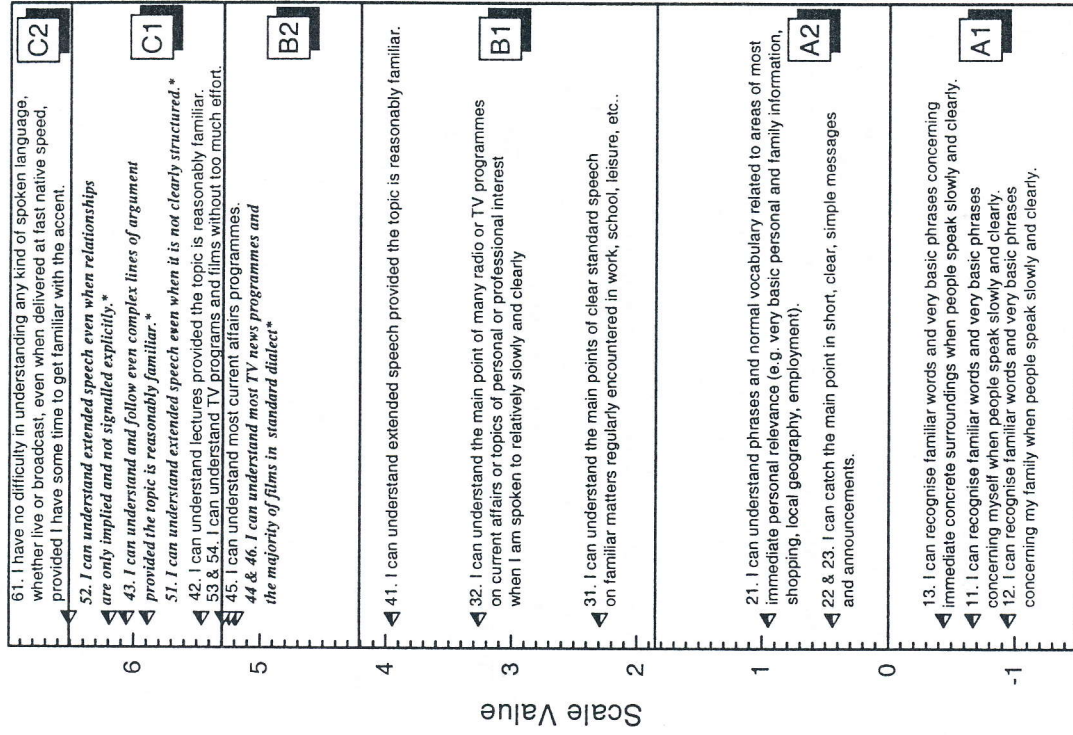 61. I have no difficulty in understanding any kind of spoken language,
whether live or broadcast, even when delivered at fast native speed,
provided I have some time to get familiar with the accent.
C2
52. I can understand extended speech even when relationships
are only implied and not signalled explicitly.*
43. I can understand and follow even complex lines of argument
provided the topic is reasonably familiar.*
51. I can understand extended speech even when it is not clearly structured.*
42. I can understand lectures provided the topic is reasonably familiar.
53 & 54. I can understand TV programs and films without too much effort.
C1
45. I can understand most current affairs programmes.
44 & 46. I can understand most TV news programmes and
the majority of films in standard dialect*
B2
41. I can understand extended speech provided the topic is reasonably familiar.
32. I can understand the main point of many radio or TV programmes
on current affairs or topics of personal or professional interest
when I am spoken to relatively slowly and clearly
B1
31. I can understand the main points of clear standard speech
on familiar matters regularly encountered in work, school, leisure, etc..
21. I can understand phrases and normal vocabulary related to areas of most
immediate personal relevance (e.g. very basic personal and family information,
shopping, local geography, employment).
A2
22 & 23. I can catch the main point in short, clear, simple messages
and announcements.
13. I can recognise familiar words and very basic phrases concerning
immediate concrete surroundings when people speak slowly and clearly.
11. I can recognise familiar words and very basic phrases
concerning myself when people speak slowly and clearly.
12. I can recognise familiar words and very basic phrases
concerning my family when people speak slowly and clearly.
A1
6
5
4
3
2
1
0
-1
Scale Value